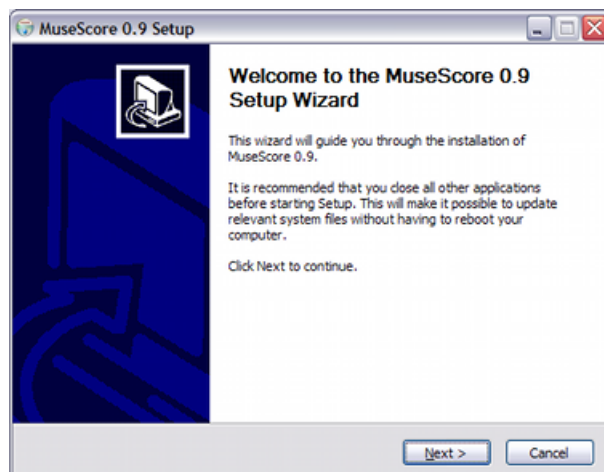 MuseScore 0.9 Setup
Welcome to the MuseScore 0.9
Setup Wizard
This wizard will guide you through the installation of
MuseScore 0.9.
It is recommended that you close all other applications
before starting Setup. This will make it possible to update
relevant system files without having to reboot your
computer.
Click Next to continue.
Next >
Cancel